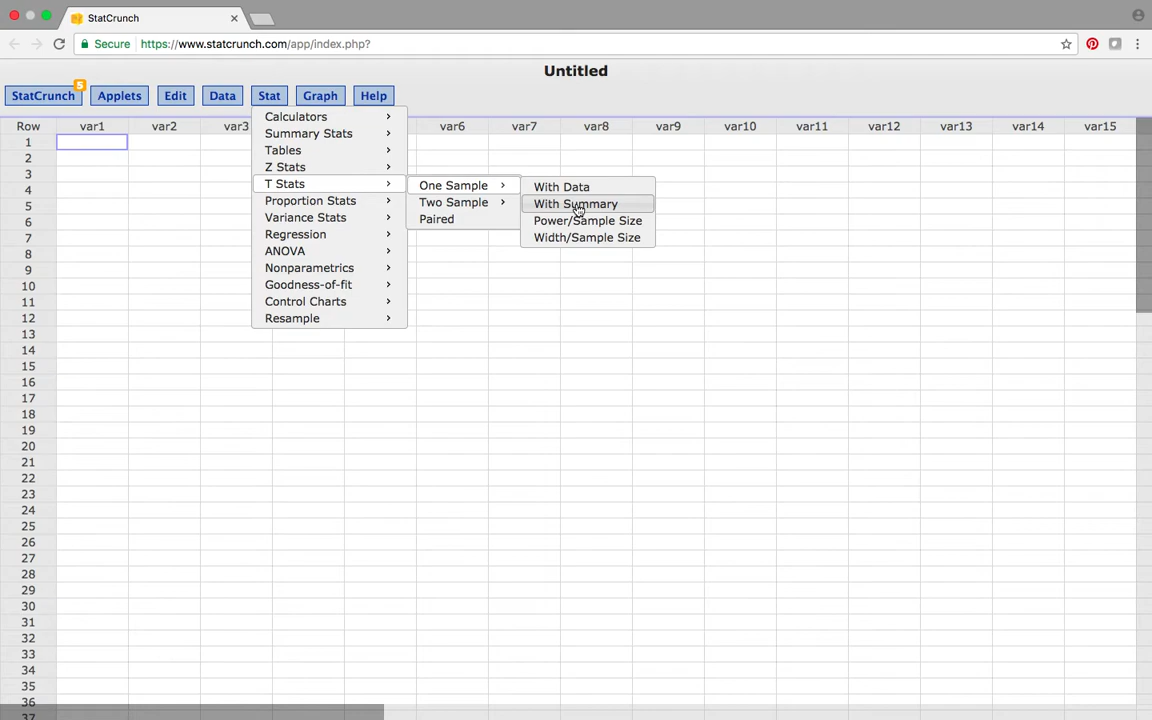 StatCrunch
Secure https://www.statcrunch.com/app/index.php?
Untitled
5
StatCrunch Applets Edit Data Stat Graph Help
Row var1 var2 var3 var6 var7 var8 var9 var10 var11 var12 var13 var14 var15
Calculators
Summary Stats
Tables
Z Stats
T Stats
Proportion Stats
Variance Stats
Regression
ANOVA
Nonparametrics
Goodness-of-fit
Control Charts
Resample
One Sample
Two Sample
Paired
With Data
With Summary
Power/Sample Size
Width/Sample Size
1
2
3
4
5
6
7
8
9
10
11
12
13
14
15
16
17
18
19
20
21
22
23
24
25
26
27
28
29
30
31
32
33
34
35
36
37